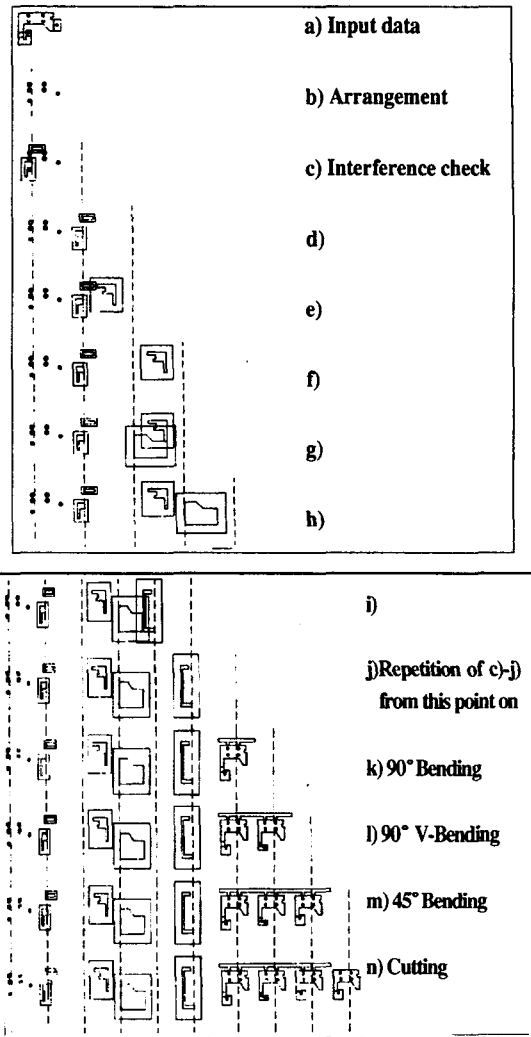 a) Input data
b) Arrangement
c) Interference check
d)
e)
f)
g)
h)
i)
j)Repetition of c)-j)
from this point on
k) 90° Bending
l) 90° V-Bending
m) 45° Bending
n) Cutting